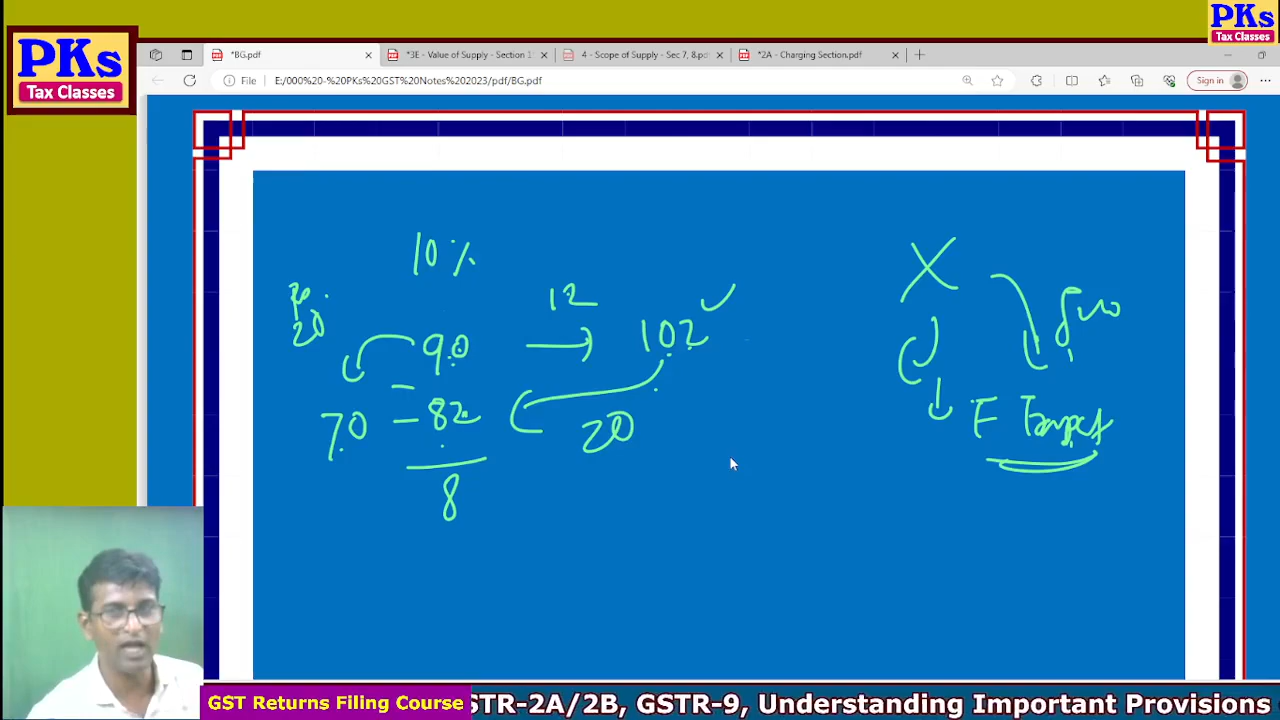 PKs
Tax Classes
PKs
Tax Classes
*BG.pdf
*3E - Value of Supply - Section 1
4 - Scope of Supply - Sec 7, 8.pd
*2A - Charging Section.pdf
File
E:/000%20-%20PKs%20GST%20Notes%202023/pdf/BG.pdf
Sign in
10%
20
90
12
102
X
70
- 82
20
8
GST Returns Filing Course
STR-2A/2B, GSTR-9, Understanding Important Provisions